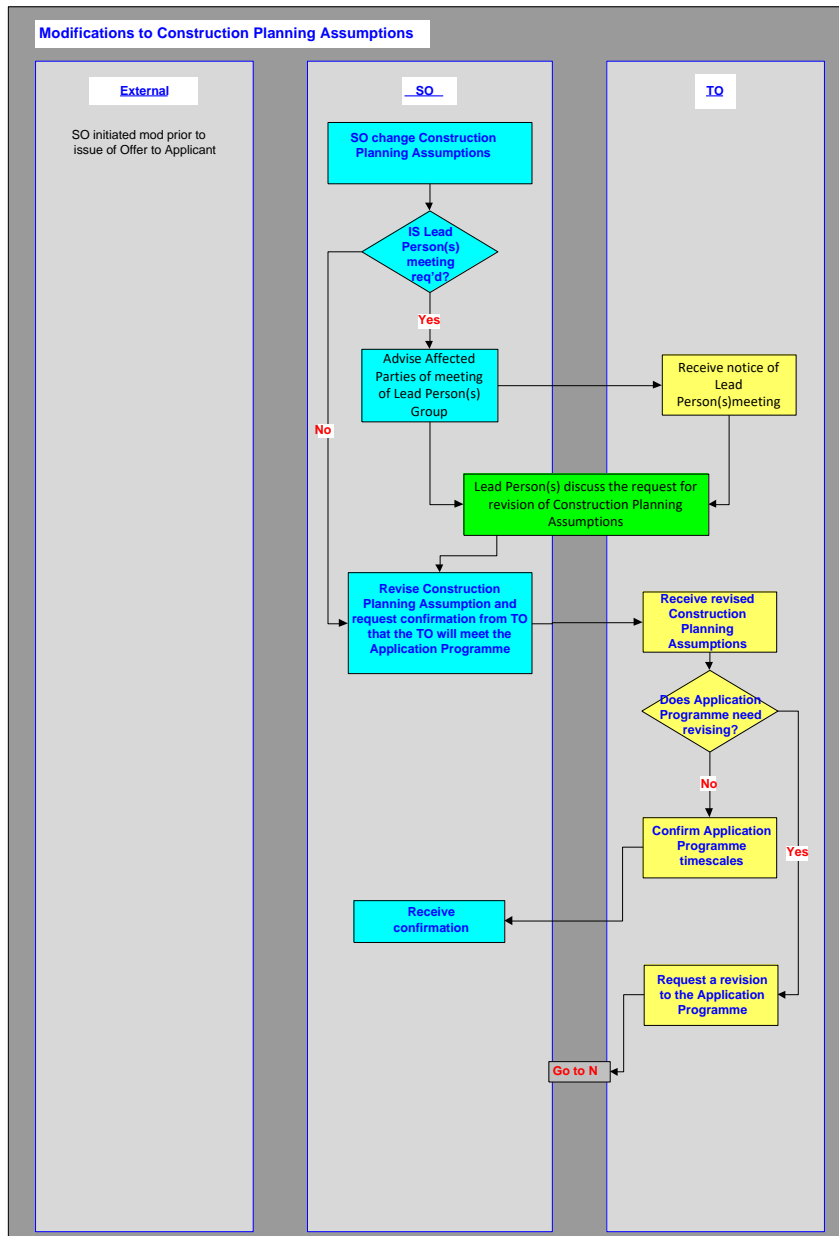 Modifications to Construction Planning Assumptions
External
SO
TO
SO initiated mod prior to
issue of Offer to Applicant
SO change Construction
Planning Assumptions
IS Lead
Person(s)
meeting
req'd?
Yes
No
Advise Affected
Parties of meeting
of Lead Person(s)
Group
Receive notice of
Lead
Person(s)meeting
Lead Person(s) discuss the request for
revision of Construction Planning
Assumptions
Revise Construction
Planning Assumption and
request confirmation from TO
that the TO will meet the
Application Programme
Receive revised
Construction
Planning
Assumptions
Does Application
Programme need
revising?
No
Yes
Confirm Application
Programme
timescales
Receive
confirmation
Request a revision
to the Application
Programme
Go to N